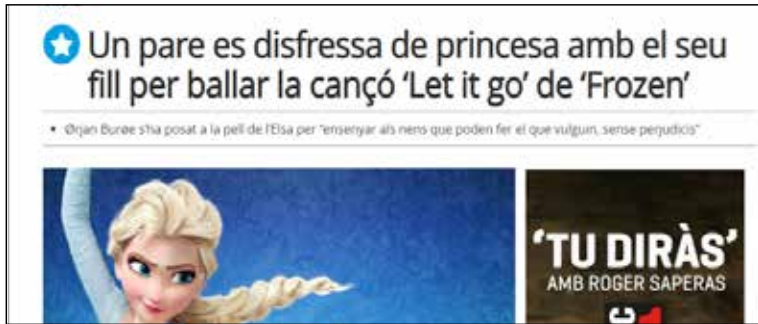 Un pare es disfressa de princesa amb el seu
fill per ballar la cançó ‘Let it go’ de ‘Frozen’
• Ørjan Burøe s'ha posat a la pell de l'Elsa per "ensenyar als nens que poden fer el que vulguin, sense perjudicis"
‘TU DIRÀS’
AMB ROGER SAPERAS